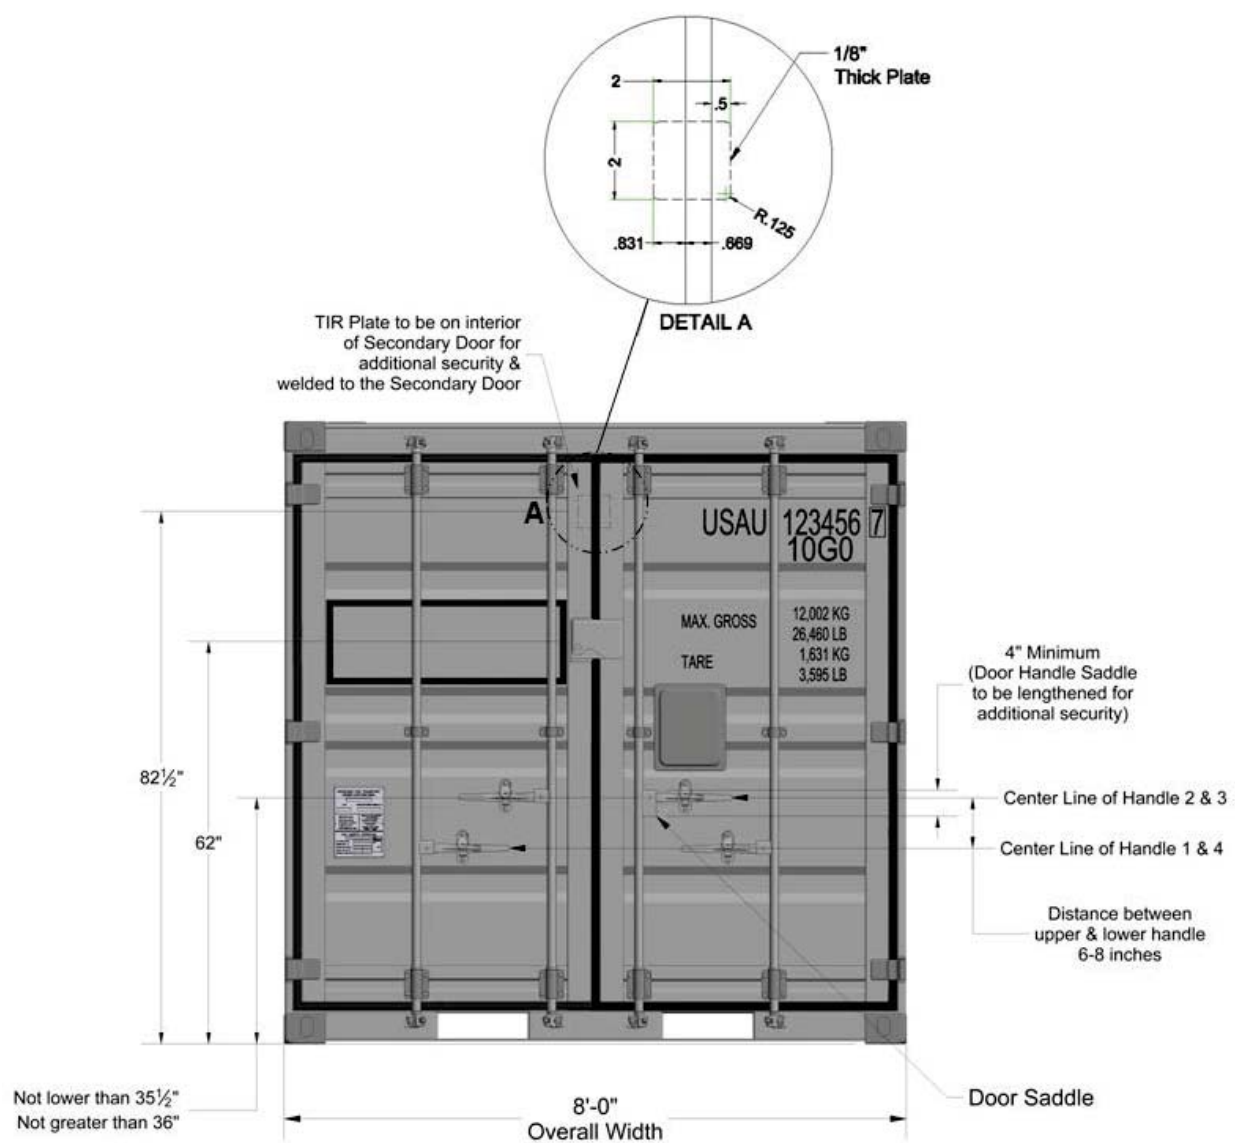 1/8"
Thick Plate
2
.5
2
R.125
.831
.669
DETAIL A
TIR Plate to be on interior
of Secondary Door for
additional security &
welded to the Secondary Door
A
USAU 123456 7
10G0
MAX. GROSS 12,002 KG
26,460 LB
TARE 1,631 KG
3,595 LB
4" Minimum
(Door Handle Saddle
to be lengthened for
additional security)
82½"
62"
Center Line of Handle 2 & 3
Center Line of Handle 1 & 4
Distance between
upper & lower handle
6-8 inches
Not lower than 35½"
Not greater than 36"
8'-0"
Overall Width
Door Saddle